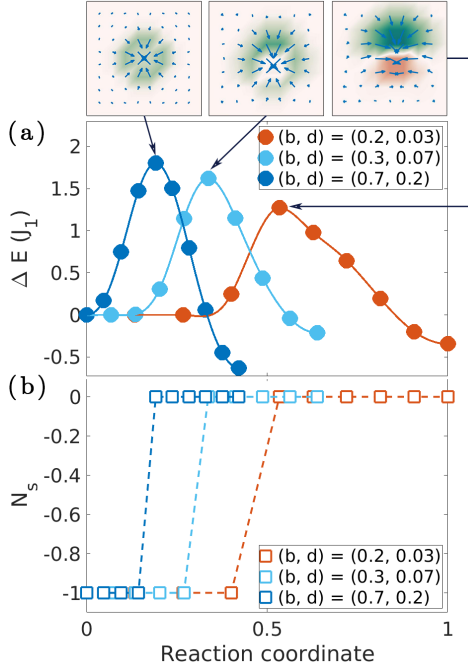 (a)
2
1.5
1
0.5
0
-0.5
Δ E (J₁)
(b, d) = (0.2, 0.03)
(b, d) = (0.3, 0.07)
(b, d) = (0.7, 0.2)
(b)
0
-0.2
-0.4
-0.6
-0.8
-1
Nₛ
(b, d) = (0.2, 0.03)
(b, d) = (0.3, 0.07)
(b, d) = (0.7, 0.2)
0 0.5 1
Reaction coordinate